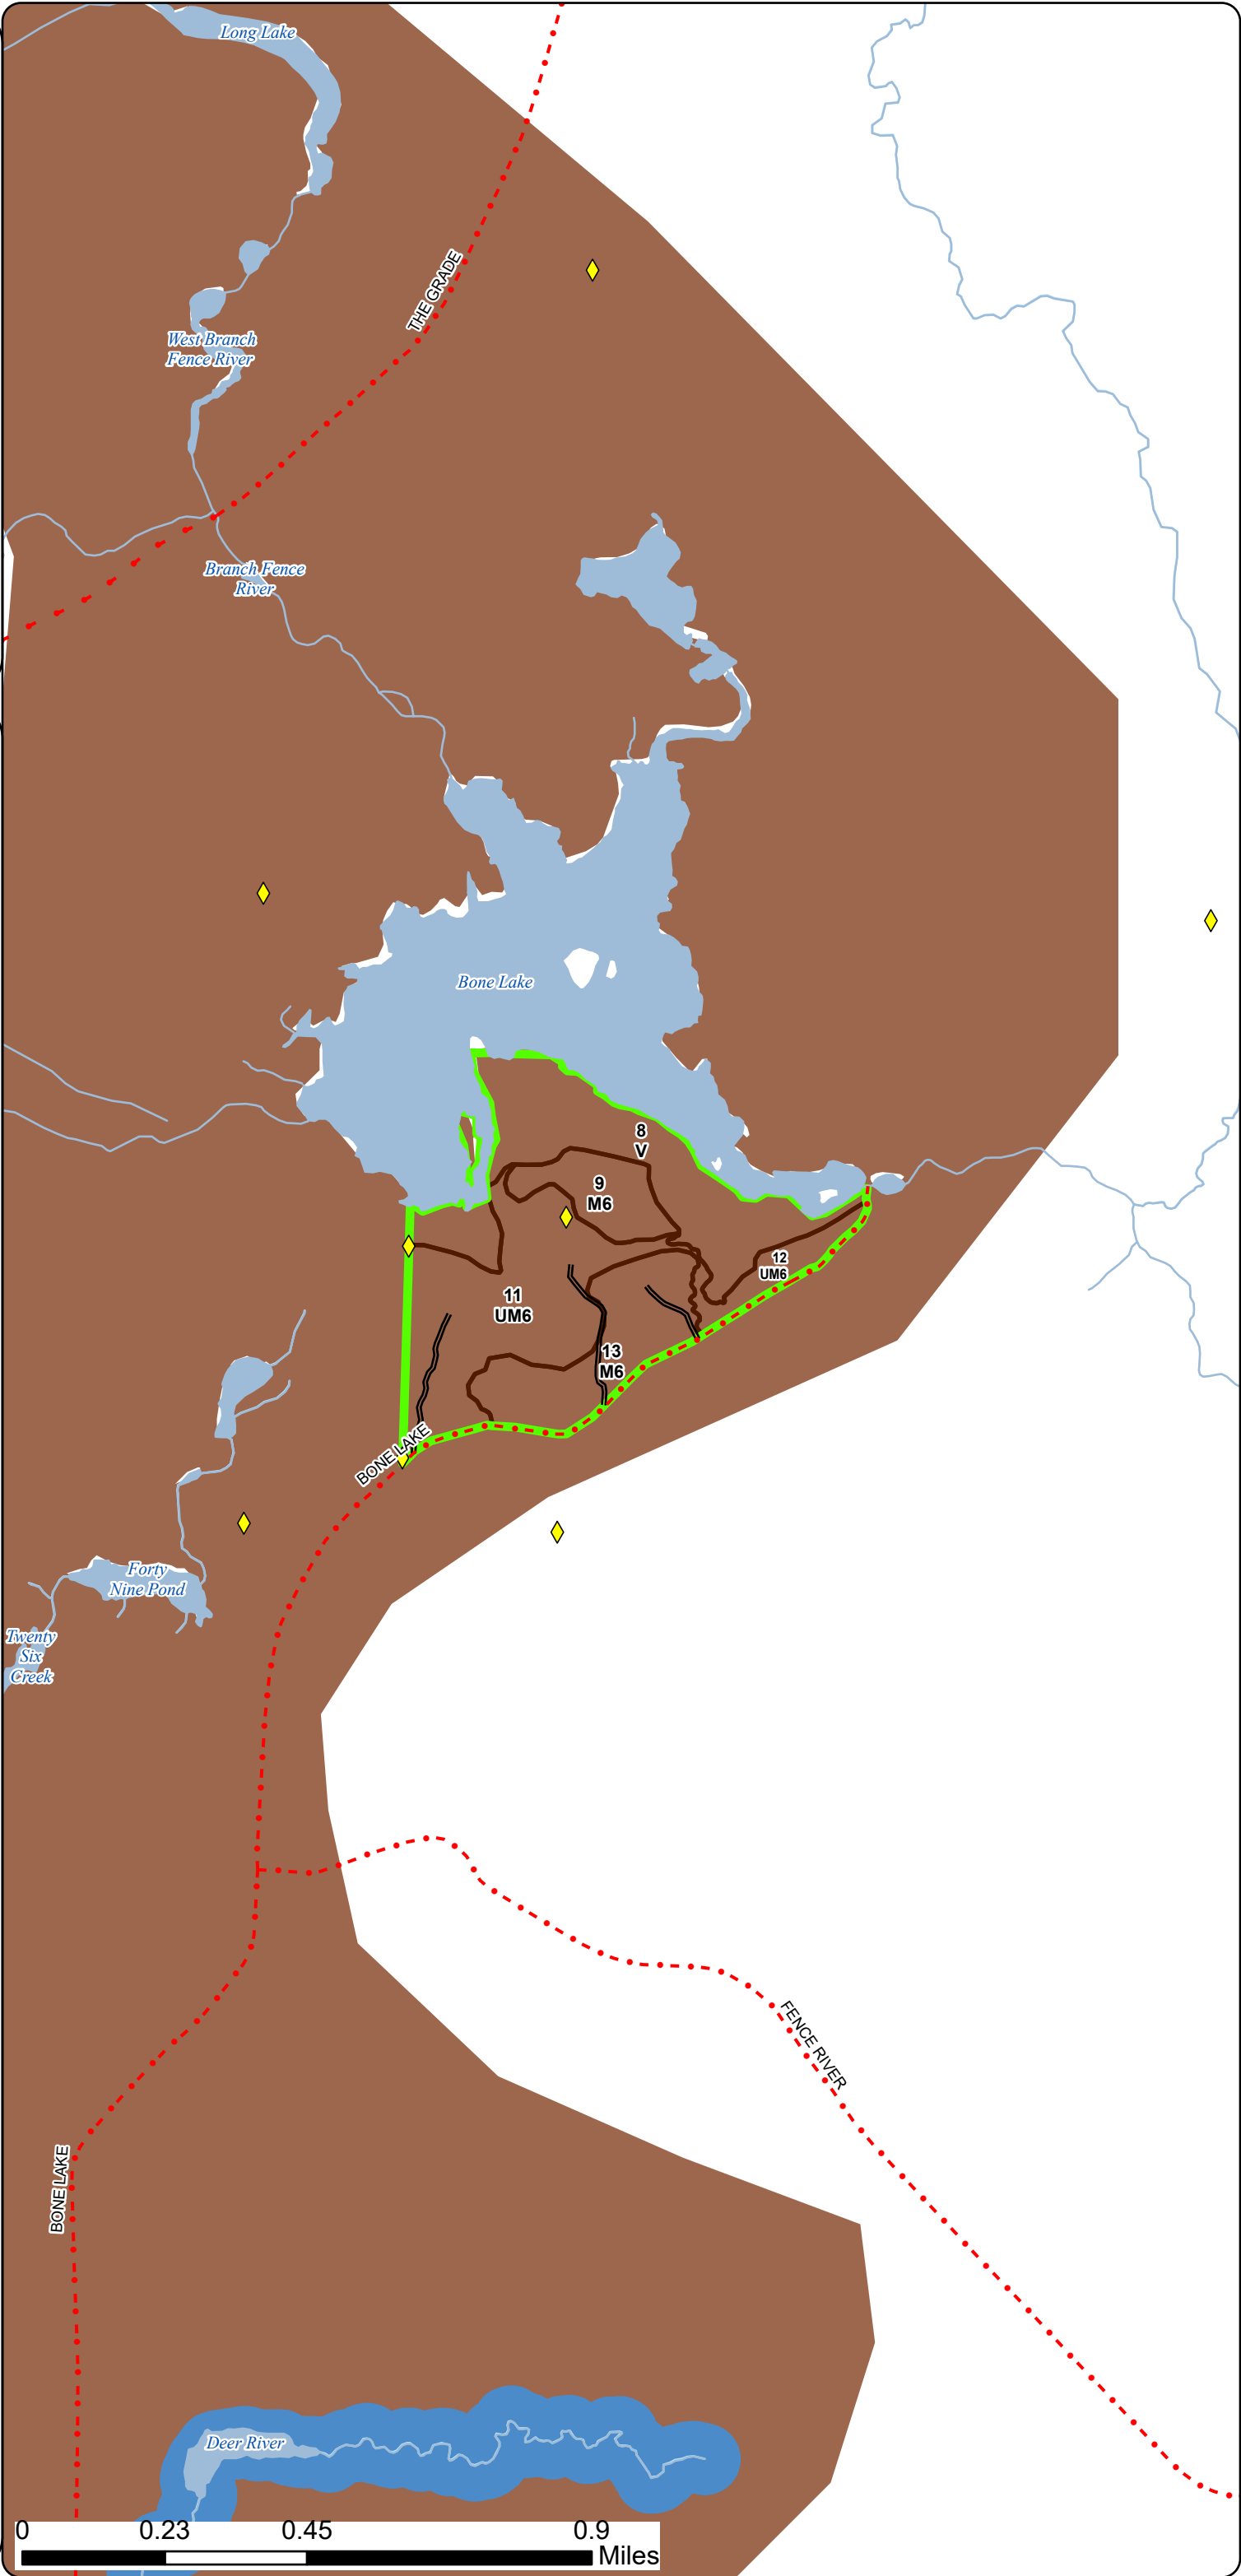 Long Lake
THE GRADE
West Branch
Fence River
Branch Fence
River
Bone Lake
8
V
9
M6
12
UM6
11
UM6
13
M6
BONE LAKE
Forty
Nine Pond
Twenty
Six
Creek
FENCE RIVER
BONE LAKE
Deer River
0 0.23 0.45 0.9
Miles